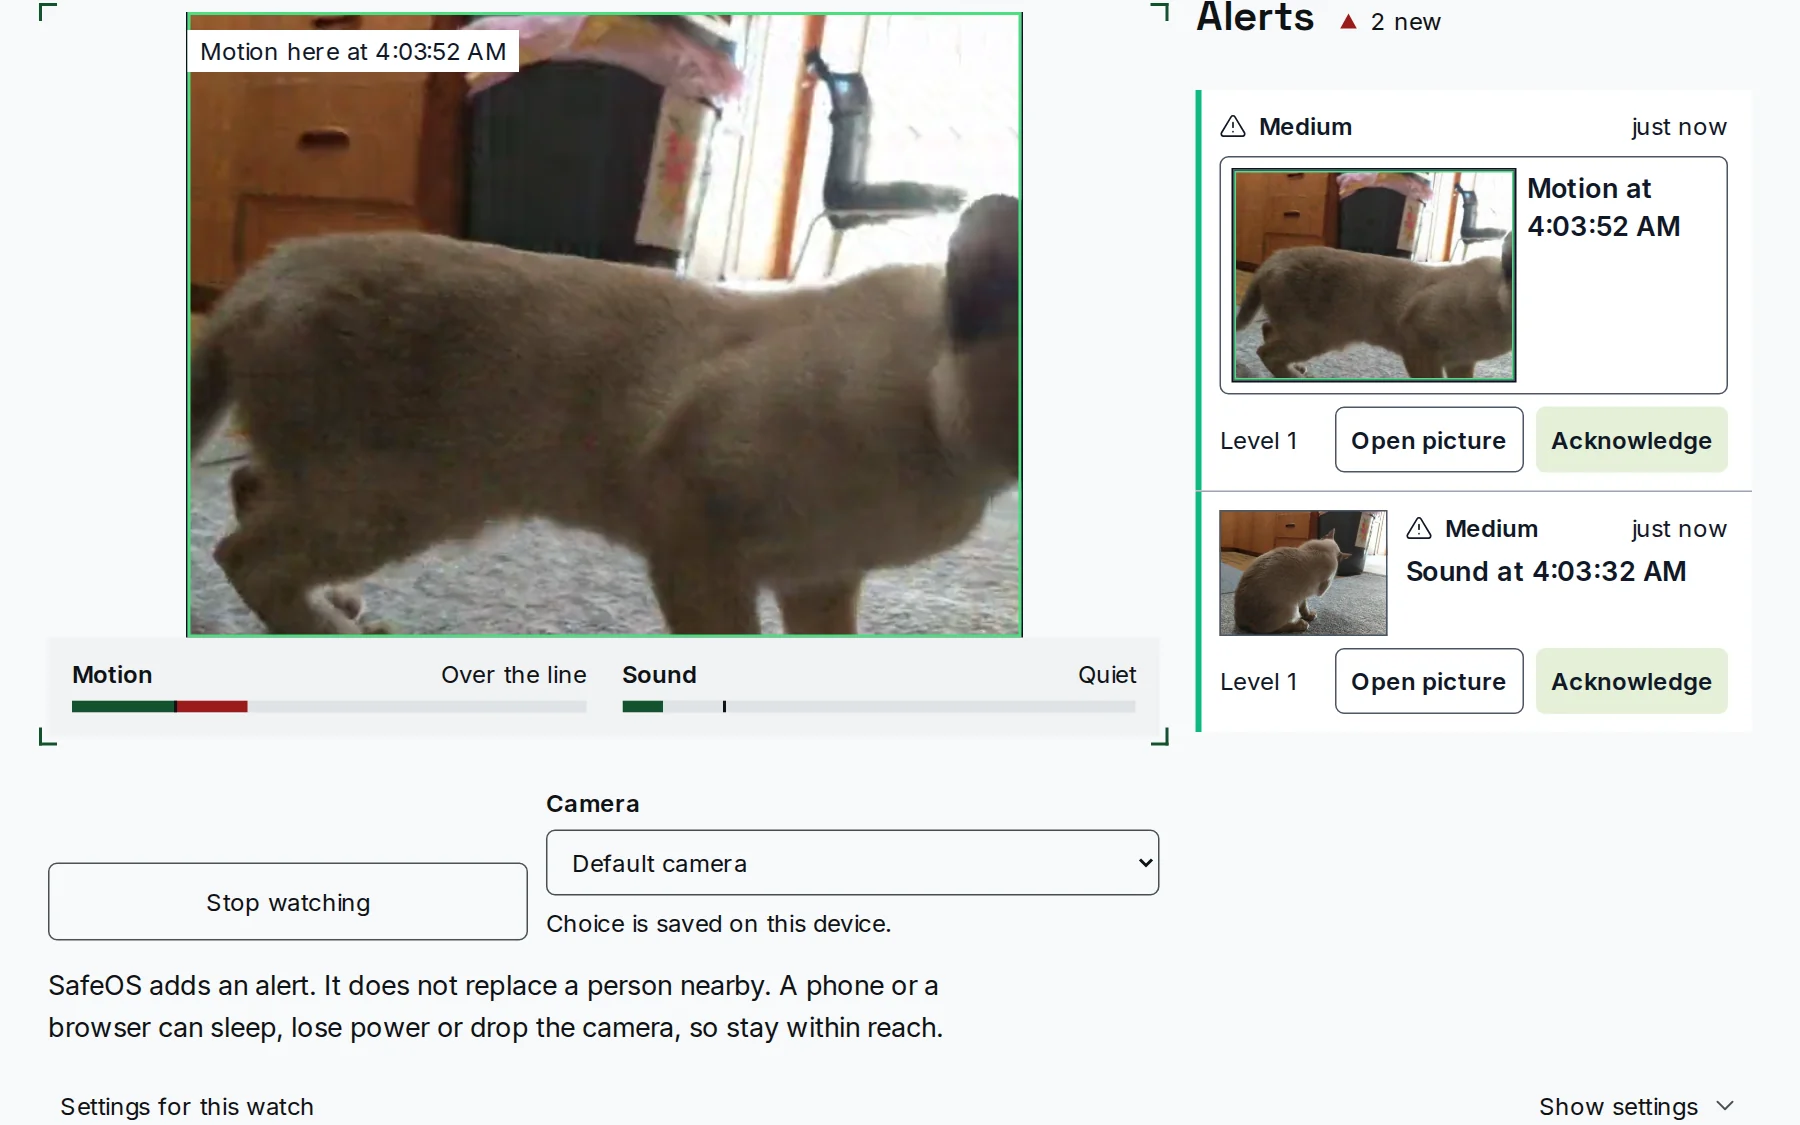 Alerts
2 new
Motion here at 4:03:52 AM
Medium
just now
Motion at
4:03:52 AM
Level 1
Open picture
Acknowledge
Medium
just now
Sound at 4:03:32 AM
Level 1
Open picture
Acknowledge
Motion
Over the line
Sound
Quiet
Camera
Default camera
Choice is saved on this device.
Stop watching
SafeOS adds an alert. It does not replace a person nearby. A phone or a
browser can sleep, lose power or drop the camera, so stay within reach.
Settings for this watch
Show settings